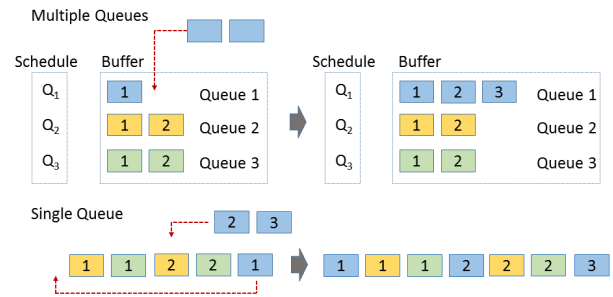 Multiple Queues
Schedule Buffer Schedule Buffer
Q1 1 Queue 1 Q1 1 2 3 Queue 1
Q2 1 2 Queue 2 Q2 1 2 Queue 2
Q3 1 2 Queue 3 Q3 1 2 Queue 3
Single Queue
2 3
1 1 2 2 1 1 1 1 2 2 2 3